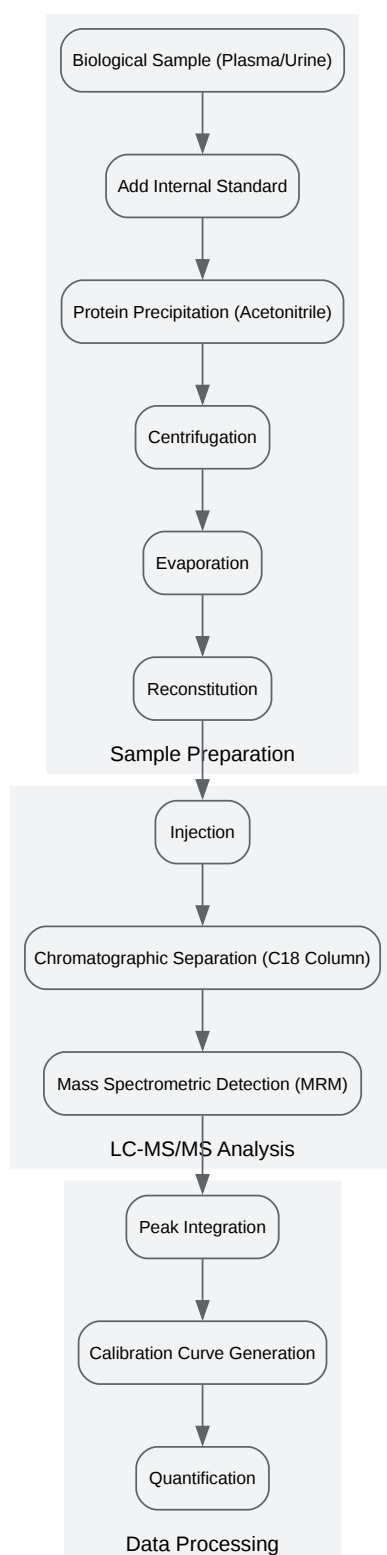 Biological Sample (Plasma/Urine)
Add Internal Standard
Protein Precipitation (Acetonitrile)
Centrifugation
Evaporation
Reconstitution
Sample Preparation
Injection
Chromatographic Separation (C18 Column)
Mass Spectrometric Detection (MRM)
LC-MS/MS Analysis
Peak Integration
Calibration Curve Generation
Quantification
Data Processing